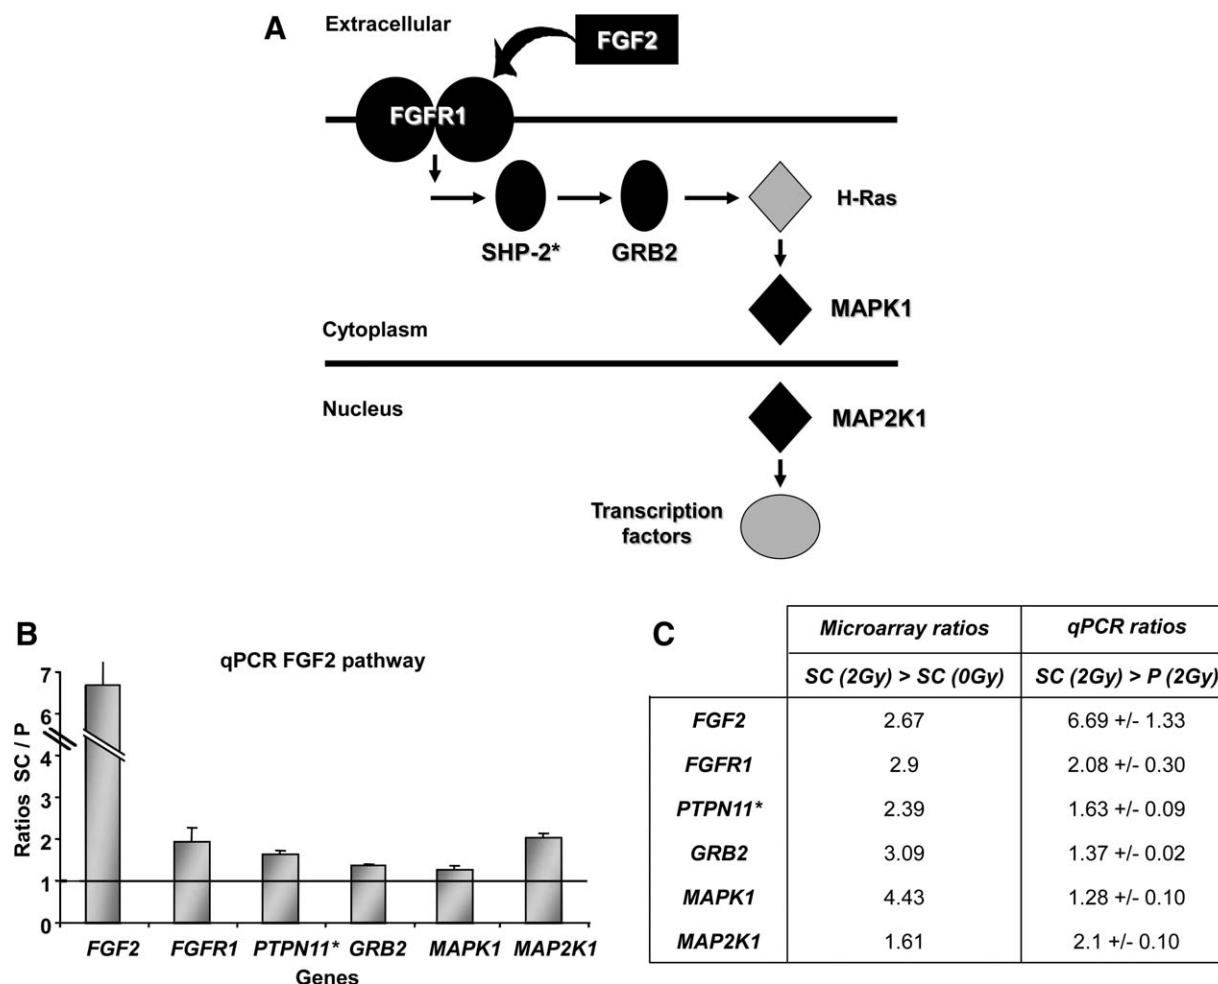 A
Extracellular
FGF2
FGFR1
H-Ras
SHP-2*
GRB2
MAPK1
Cytoplasm
Nucleus
MAP2K1
Transcription
factors
B
qPCR FGF2 pathway
Ratios SC / P
7
6
4
3
2
1
0
FGF2 FGFR1 PTPN11* GRB2 MAPK1 MAP2K1
Genes
C
Microarray ratios qPCR ratios
SC (2Gy) > SC (0Gy) SC (2Gy) > P (2Gy)
FGF2 2.67 6.69 +/- 1.33
FGFR1 2.9 2.08 +/- 0.30
PTPN11* 2.39 1.63 +/- 0.09
GRB2 3.09 1.37 +/- 0.02
MAPK1 4.43 1.28 +/- 0.10
MAP2K1 1.61 2.1 +/- 0.10